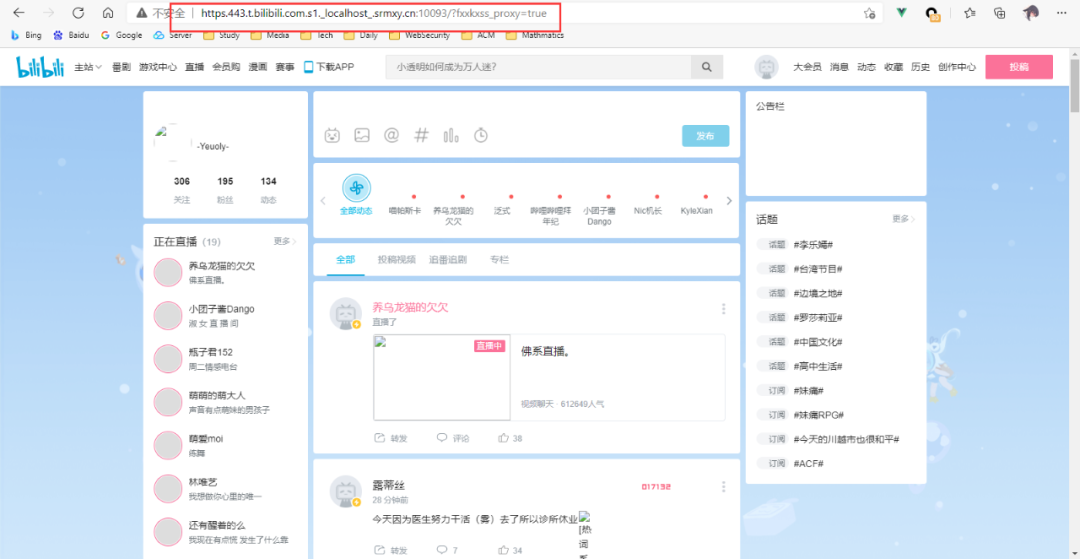 不安全 | https.443.t.bilibili.com.s1._localhost_.srmxy.cn:10093/?fxxkxss_proxy=true
Bing Baidu Google Server Study Media Tech Daily WebSecurity ACM Mathmatics
bilibili 主站 番剧 游戏中心 直播 会员购 漫画 赛事 下载APP 小透明如何成为万人迷? 大会员 消息 动态 收藏 历史 创作中心 投稿
-Yeuoly-
306 195 134
关注 粉丝 动态
正在直播 (19) 更多
养乌龙猫的欠欠
佛系直播。
小团子酱Dango
淑 女 直 播 间
瓶子君152
周二情感电台
萌萌的萌大人
声音有点萌妹的男孩子
萌爱moi
练舞
林唯艺
我想做你心里的唯一
还有醒着的么
我现在有点慌 发生了什么靠
发布
全部动态 嗜帕斯卡 养乌龙猫的欠欠 泛式 哔哩哔哩拜年纪 小团子酱Dango Nic机长 KyleXian
全部 投稿视频 追番追剧 专栏
养乌龙猫的欠欠
直播了
直播中
佛系直播。
视频聊天 · 612649人气
转发 评论 38
露蒂丝
017132
28 分钟前
今天因为医生努力干活（雾）去了所以诊所休业
[热
词
转发 7 34
公告栏
话题 更多
话题 #李乐嫣#
话题 #台湾节目#
话题 #边境之地#
话题 #罗莎莉亚#
话题 #中国文化#
话题 #高中生活#
订阅 #妹痛#
订阅 #妹痛RPG#
订阅 #今天的川越市也很和平#
订阅 #ACF#